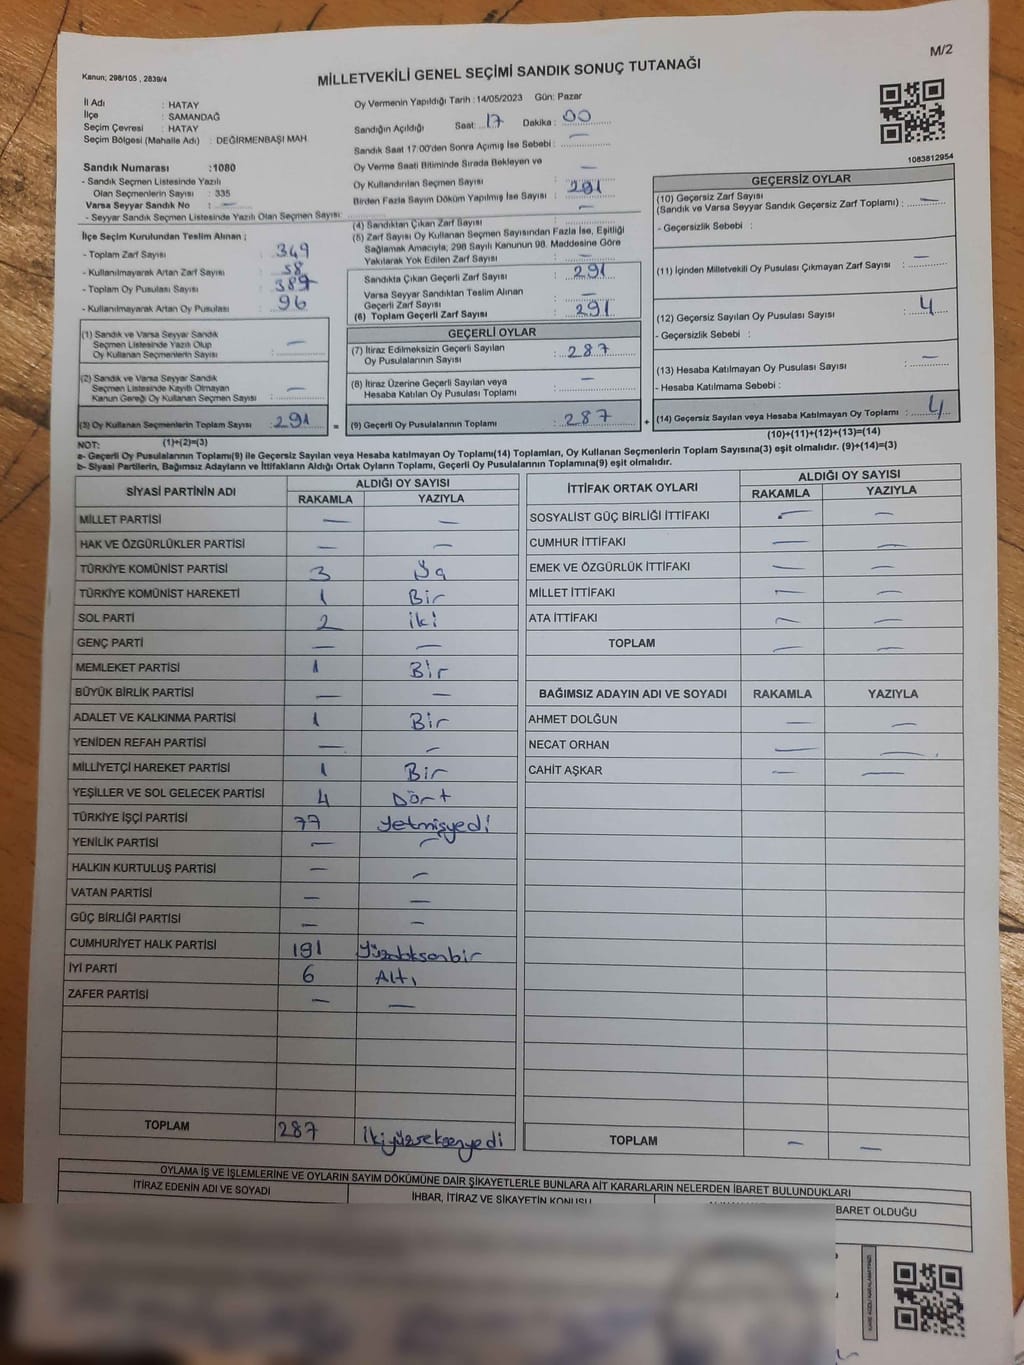 M/2
Kanun; 298/105 , 2839/4
MİLLETVEKİLİ GENEL SEÇİMİ SANDIK SONUÇ TUTANAĞI
İl Adı : HATAY
İlçe : SAMANDAĞ
Seçim Çevresi : HATAY
Seçim Bölgesi (Mahalle Adı) : DEĞİRMENBAŞI MAH
Sandık Numarası :1080
- Sandık Seçmen Listesinde Yazılı
Olan Seçmenlerin Sayısı : 335
Varsa Seyyar Sandık No : —
- Seyyar Sandık Seçmen Listesinde Yazılı Olan Seçmen Sayısı:
İlçe Seçim Kurulundan Teslim Alınan ;
- Toplam Zarf Sayısı : 349
- Kullanılmayarak Artan Zarf Sayısı : 58
- Toplam Oy Pusulası Sayısı : 387
- Kullanılmayarak Artan Oy Pusulası : 96
(1) Sandık ve Varsa Seyyar Sandık
Seçmen Listesinde Yazılı Olup
Oy Kullanan Seçmenlerin Sayısı : —
(2) Sandık ve Varsa Seyyar Sandık
Seçmen Listesinde Kayıtlı Olmayan
Kanun Gereği Oy Kullanan Seçmen Sayısı : —
(3) Oy Kullanan Seçmenlerin Toplam Sayısı : 291 =
(1)+(2)=(3)
Oy Vermenin Yapıldığı Tarih : 14/05/2023 Gün: Pazar
Sandığın Açıldığı Saat: 17 Dakika : 00
Sandık Saat 17:00'den Sonra Açımış İse Sebebi : —
Oy Verme Saati Bitiminde Sırada Bekleyen ve
Oy Kullandırılan Seçmen Sayısı : —
Birden Fazla Sayım Döküm Yapılmış İse Sayısı : 291
(4) Sandıktan Çıkan Zarf Sayısı : —
(5) Zarf Sayısı Oy Kullanan Seçmen Sayısından Fazla İse, Eşitliği
Sağlamak Amacıyla, 298 Sayılı Kanunun 98. Maddesine Göre
Yakılarak Yok Edilen Zarf Sayısı : —
Sandıkta Çıkan Geçerli Zarf Sayısı : 291
Varsa Seyyar Sandıktan Teslim Alınan
Geçerli Zarf Sayısı : —
(6) Toplam Geçerli Zarf Sayısı : 291
GEÇERLİ OYLAR
(7) İtiraz Edilmeksizin Geçerli Sayılan
Oy Pusulalarının Sayısı : 287
(8) İtiraz Üzerine Geçerli Sayılan veya
Hesaba Katılan Oy Pusulası Toplamı : —
(9) Geçerli Oy Pusulalarının Toplamı : 287 +
1083812954
GEÇERSİZ OYLAR
(10) Geçersiz Zarf Sayısı
(Sandık ve Varsa Seyyar Sandık Geçersiz Zarf Toplamı) : —
- Geçersizlik Sebebi :
(11) İçinden Milletvekili Oy Pusulası Çıkmayan Zarf Sayısı : —
(12) Geçersiz Sayılan Oy Pusulası Sayısı : 4
- Geçersizlik Sebebi :
(13) Hesaba Katılmayan Oy Pusulası Sayısı : —
- Hesaba Katılmama Sebebi :
(14) Geçersiz Sayılan veya Hesaba Katılmayan Oy Toplamı : 4
(10)+(11)+(12)+(13)=(14)
NOT:
a- Geçerli Oy Pusulalarının Toplamı(9) ile Geçersiz Sayılan veya Hesaba katılmayan Oy Toplamı(14) Toplamları, Oy Kullanan Seçmenlerin Toplam Sayısına(3) eşit olmalıdır. (9)+(14)=(3)
b- Siyasi Partilerin, Bağımsız Adayların ve İttifakların Aldığı Ortak Oyların Toplamı, Geçerli Oy Pusulalarının Toplamına(9) eşit olmalıdır.
SİYASİ PARTİNİN ADI ALDIĞI OY SAYISI
RAKAMLA YAZIYLA
MİLLET PARTİSİ — —
HAK VE ÖZGÜRLÜKLER PARTİSİ — —
TÜRKİYE KOMÜNİST PARTİSİ 3
TÜRKİYE KOMÜNİST HAREKETİ 1 Bir
SOL PARTİ 2 iki
GENÇ PARTİ — —
MEMLEKET PARTİSİ 1 Bir
BÜYÜK BİRLİK PARTİSİ — —
ADALET VE KALKINMA PARTİSİ 1 Bir
YENİDEN REFAH PARTİSİ — —
MİLLİYETÇİ HAREKET PARTİSİ 1 Bir
YEŞİLLER VE SOL GELECEK PARTİSİ 4 Dört
TÜRKİYE İŞÇİ PARTİSİ 77 Yetmişyedi
YENİLİK PARTİSİ — —
HALKIN KURTULUŞ PARTİSİ — —
VATAN PARTİSİ — —
GÜÇ BİRLİĞİ PARTİSİ — —
CUMHURİYET HALK PARTİSİ 191
İYİ PARTİ 6 Altı
ZAFER PARTİSİ — —
TOPLAM 287 ikiyüzseksenyedi
İTTİFAK ORTAK OYLARI ALDIĞI OY SAYISI
RAKAMLA YAZIYLA
SOSYALİST GÜÇ BİRLİĞİ İTTİFAKI — —
CUMHUR İTTİFAKI — —
EMEK VE ÖZGÜRLÜK İTTİFAKI — —
MİLLET İTTİFAKI — —
ATA İTTİFAKI — —
TOPLAM — —
BAĞIMSIZ ADAYIN ADI VE SOYADI RAKAMLA YAZIYLA
AHMET DOLĞUN — —
NECAT ORHAN — —
CAHİT AŞKAR — —
TOPLAM — —
OYLAMA İŞ VE İŞLEMLERİNE VE OYLARIN SAYIM DÖKÜMÜNE DAİR ŞİKAYETLERLE BUNLARA AİT KARARLARIN NELERDEN İBARET BULUNDUKLARI
İTİRAZ EDENİN ADI VE SOYADI
İHBAR, İTİRAZ VE ŞİKAYETİN KONUSU
BARET OLDUĞU